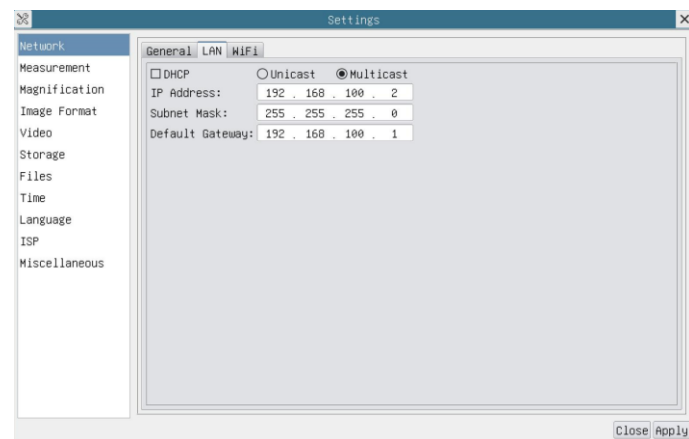 Settings
Network
Measurement
Magnification
Image Format
Video
Storage
Files
Time
Language
ISP
Miscellaneous
General LAN WiFi
DHCP Unicast Multicast
IP Address: 192 . 168 . 100 . 2
Subnet Mask: 255 . 255 . 255 . 0
Default Gateway: 192 . 168 . 100 . 1
Close Apply